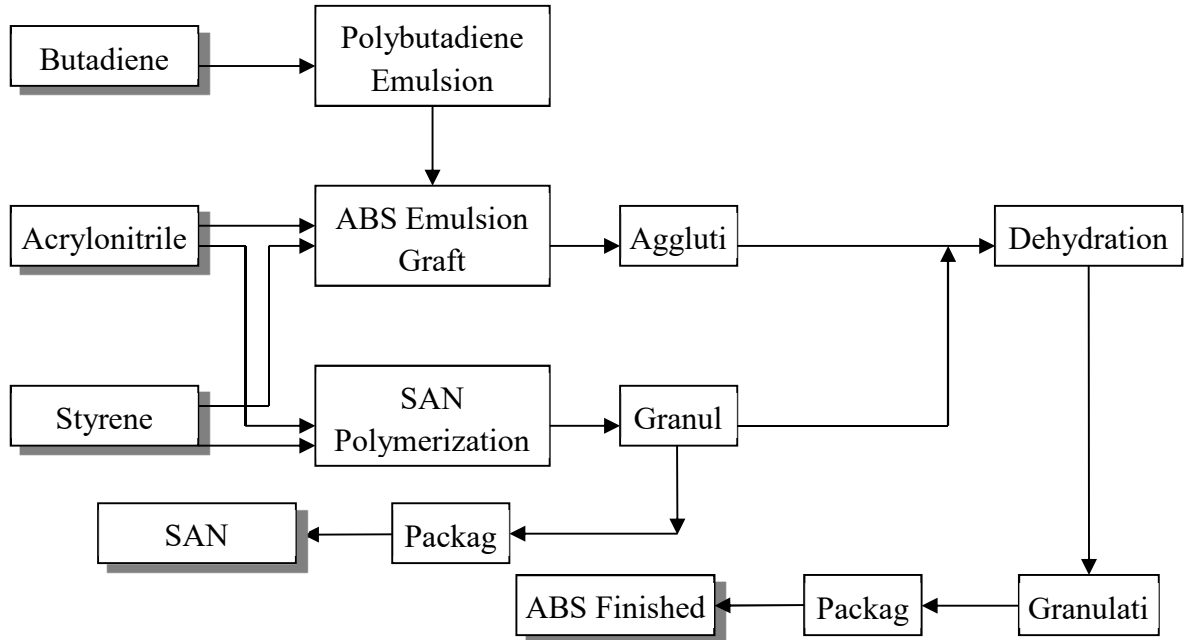 Butadiene
Polybutadiene
Emulsion
Acrylonitrile
ABS Emulsion
Graft
Aggluti
Dehydration
Styrene
SAN
Polymerization
Granul
SAN
Packag
ABS Finished
Packag
Granulati